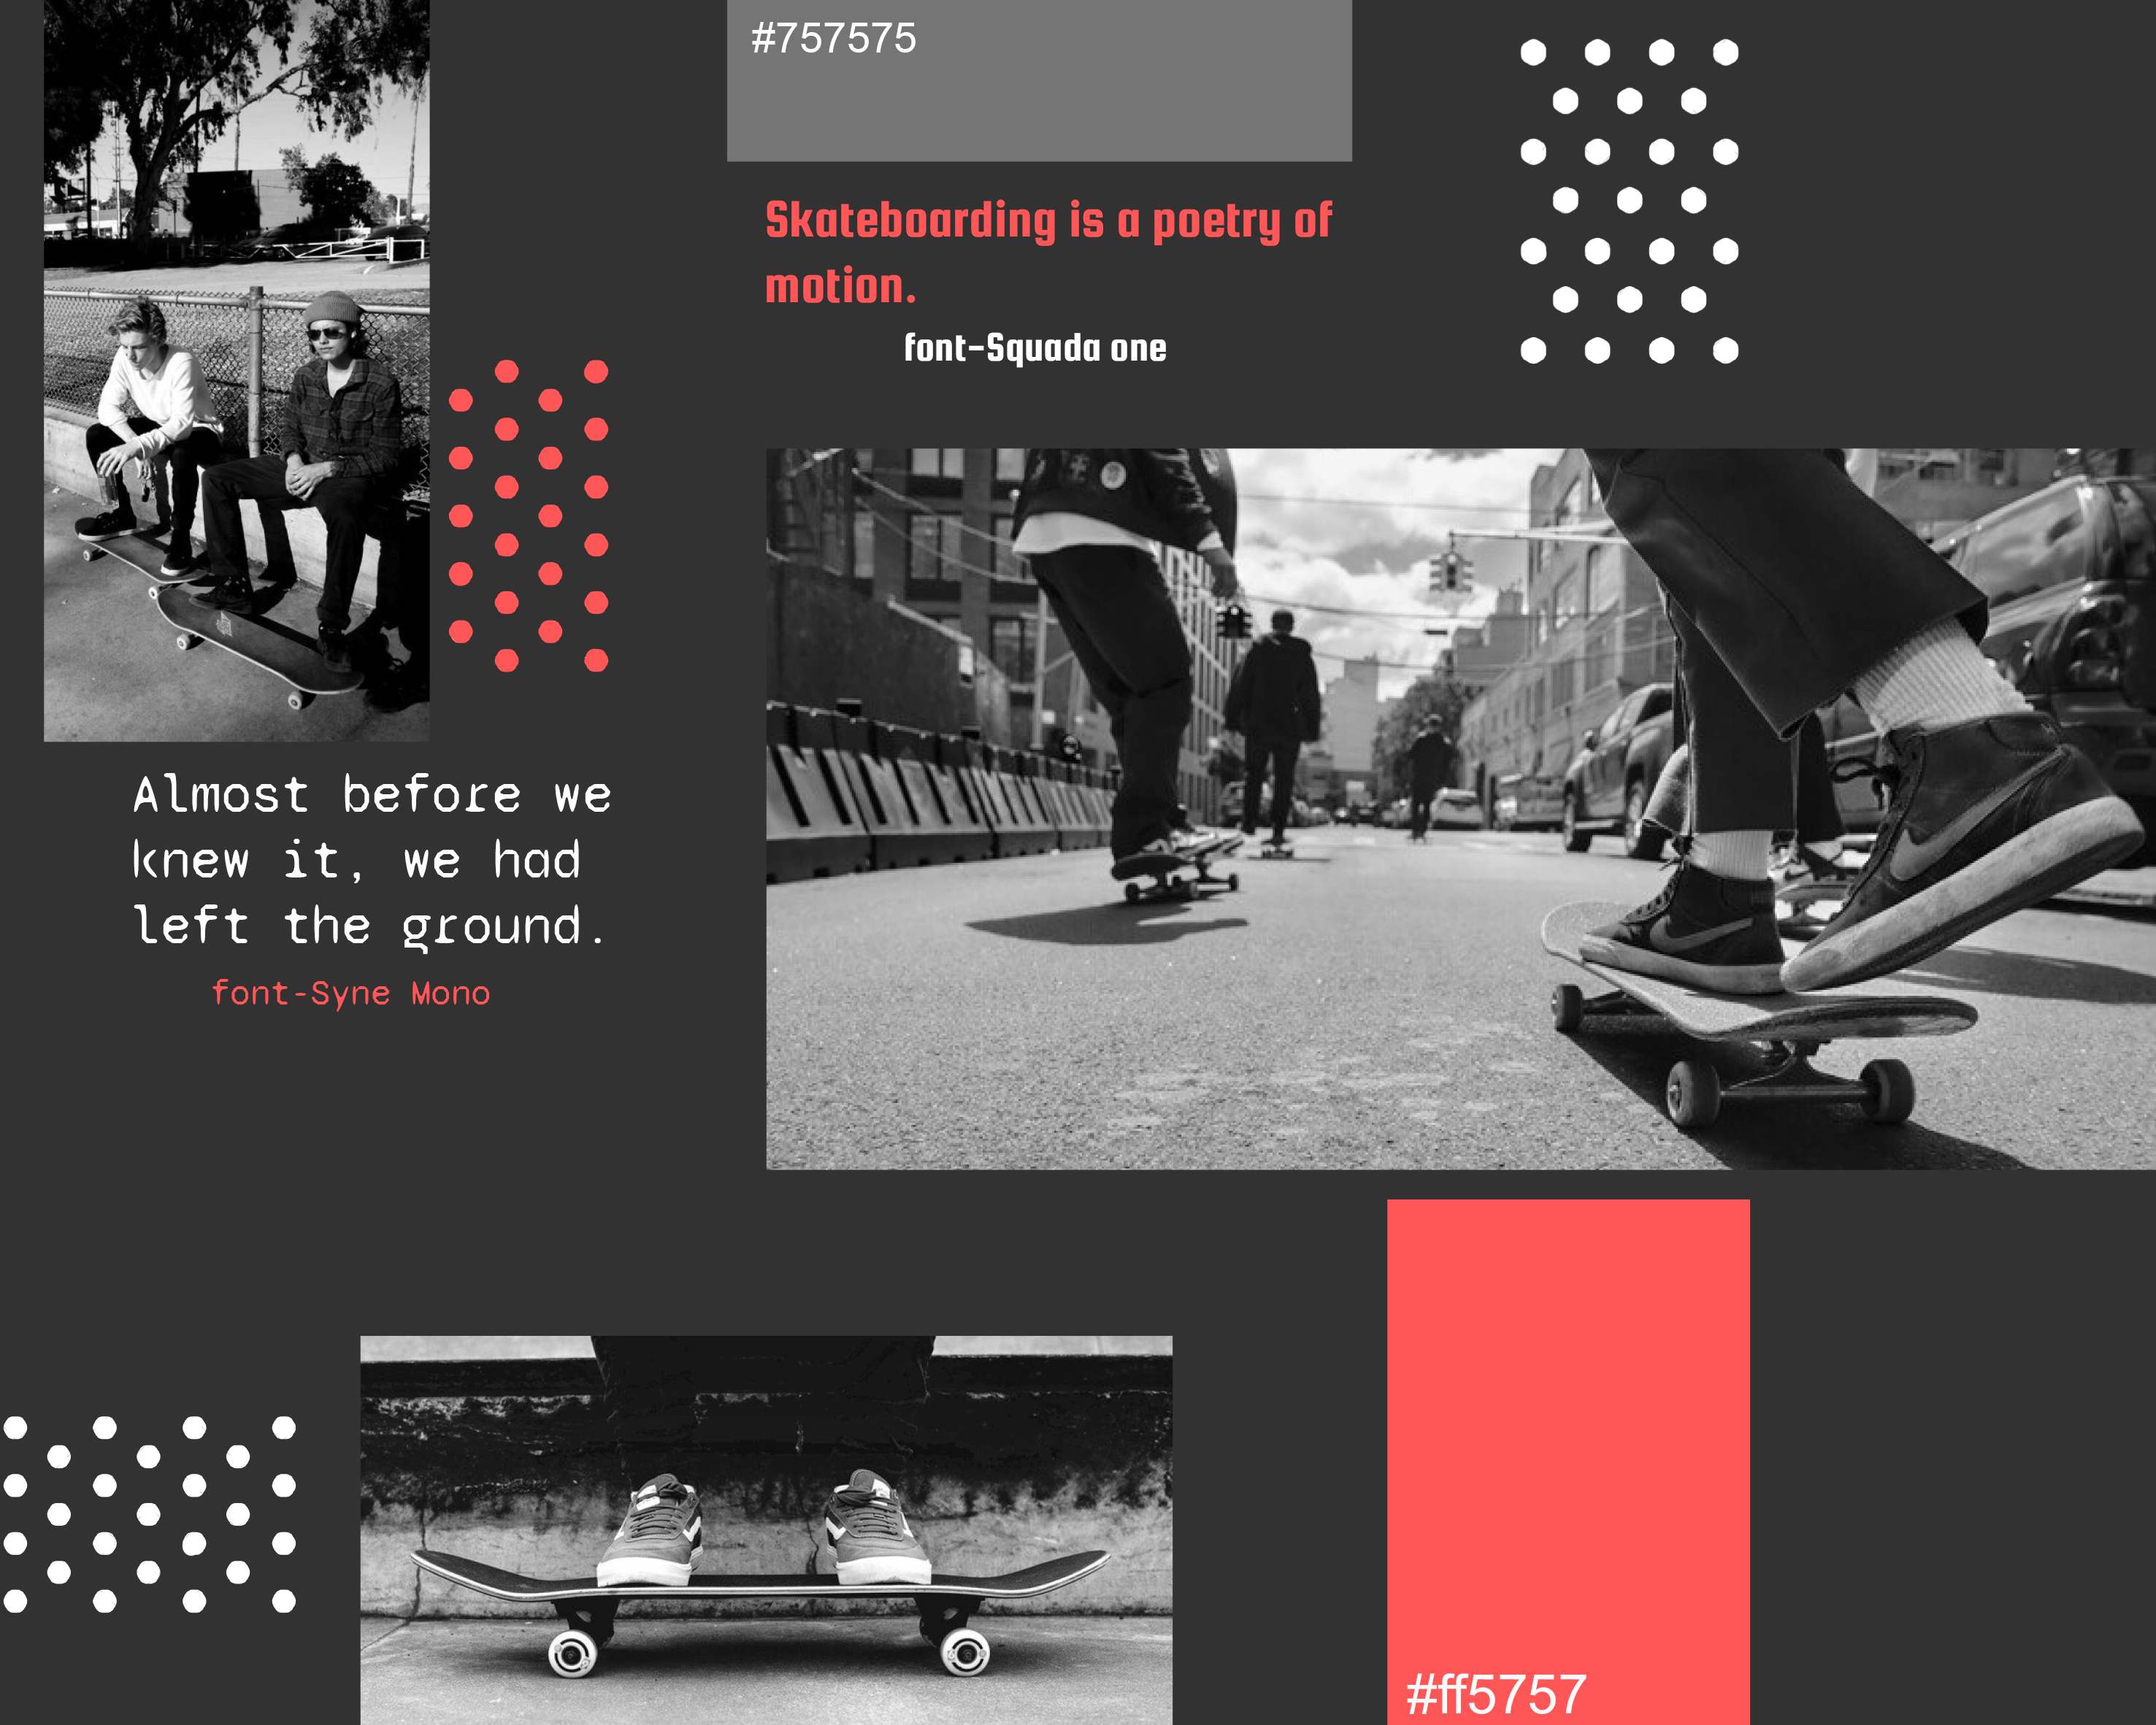 #757575
Skateboarding is a poetry of
motion.
font-Squada one
Almost before we
knew it, we had
left the ground.
font-Syne Mono
#ff5757